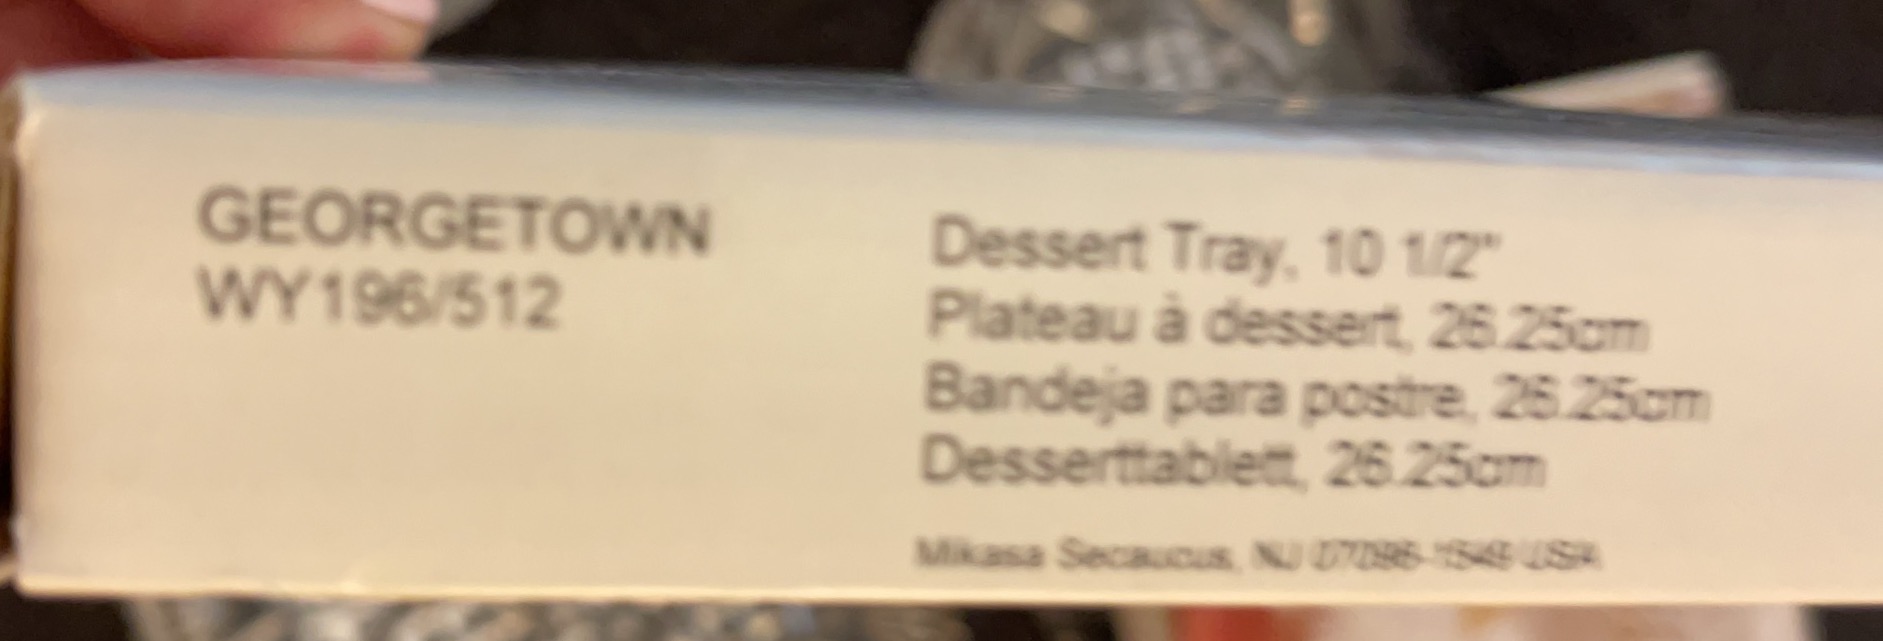 GEORGETOWN
WY196/512
Dessert Tray, 10 1/2"
Plateau à dessert, 26.25cm
Bandeja para postre, 26.25cm
Desserttablett, 26.25cm
Mikasa Secaucus, NJ 07096-1549 USA